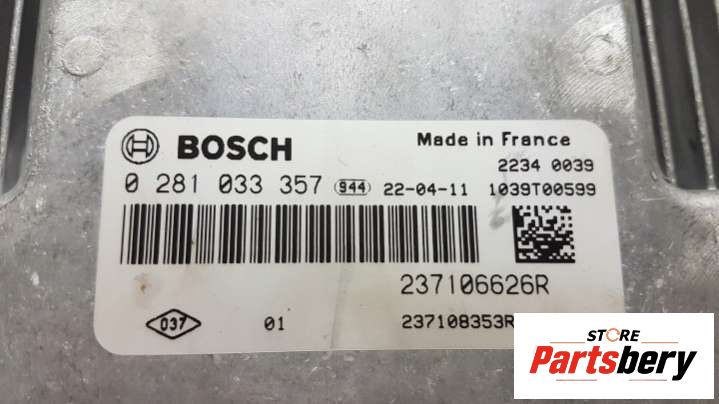 BOSCH
Made in France
2234 0039
0 281 033 357 944 22-04-11 1039T00599
237106626R
037 01 237108353R
STORE
Partsbery